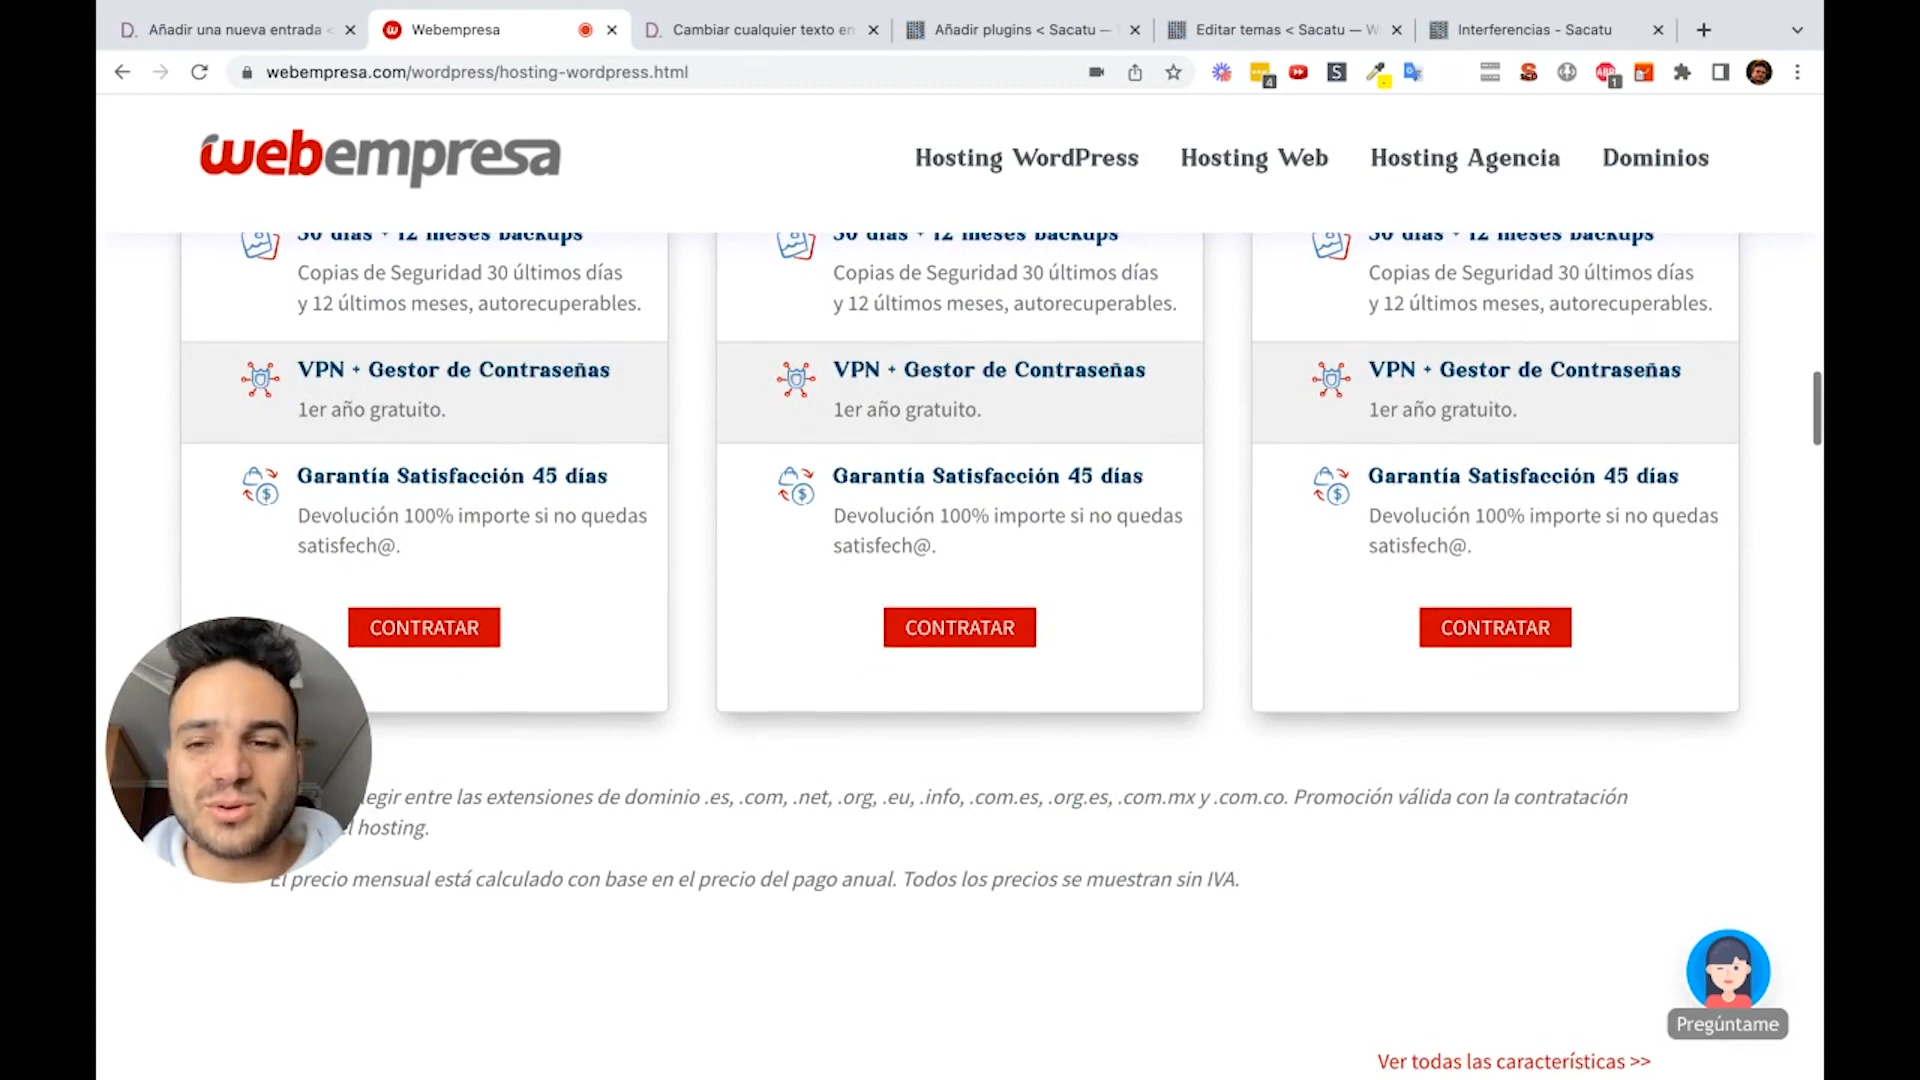 Añadir una nueva entrada <
Webempresa
Cambiar cualquier texto en
Añadir plugins < Sacatu —
Editar temas < Sacatu — W
Interferencias - Sacatu
webempresa.com/wordpress/hosting-wordpress.html
4
S
ABP
1
webempresa
Hosting WordPress
Hosting Web
Hosting Agencia
Dominios
30 días + 12 meses backups
Copias de Seguridad 30 últimos días
y 12 últimos meses, autorecuperables.
VPN + Gestor de Contraseñas
1er año gratuito.
Garantía Satisfacción 45 días
Devolución 100% importe si no quedas
satisfech@.
CONTRATAR
30 días + 12 meses backups
Copias de Seguridad 30 últimos días
y 12 últimos meses, autorecuperables.
VPN + Gestor de Contraseñas
1er año gratuito.
Garantía Satisfacción 45 días
Devolución 100% importe si no quedas
satisfech@.
CONTRATAR
30 días + 12 meses backups
Copias de Seguridad 30 últimos días
y 12 últimos meses, autorecuperables.
VPN + Gestor de Contraseñas
1er año gratuito.
Garantía Satisfacción 45 días
Devolución 100% importe si no quedas
satisfech@.
CONTRATAR
legir entre las extensiones de dominio .es, .com, .net, .org, .eu, .info, .com.es, .org.es, .com.mx y .com.co. Promoción válida con la contratación
l hosting.
El precio mensual está calculado con base en el precio del pago anual. Todos los precios se muestran sin IVA.
Pregúntame
Ver todas las características >>